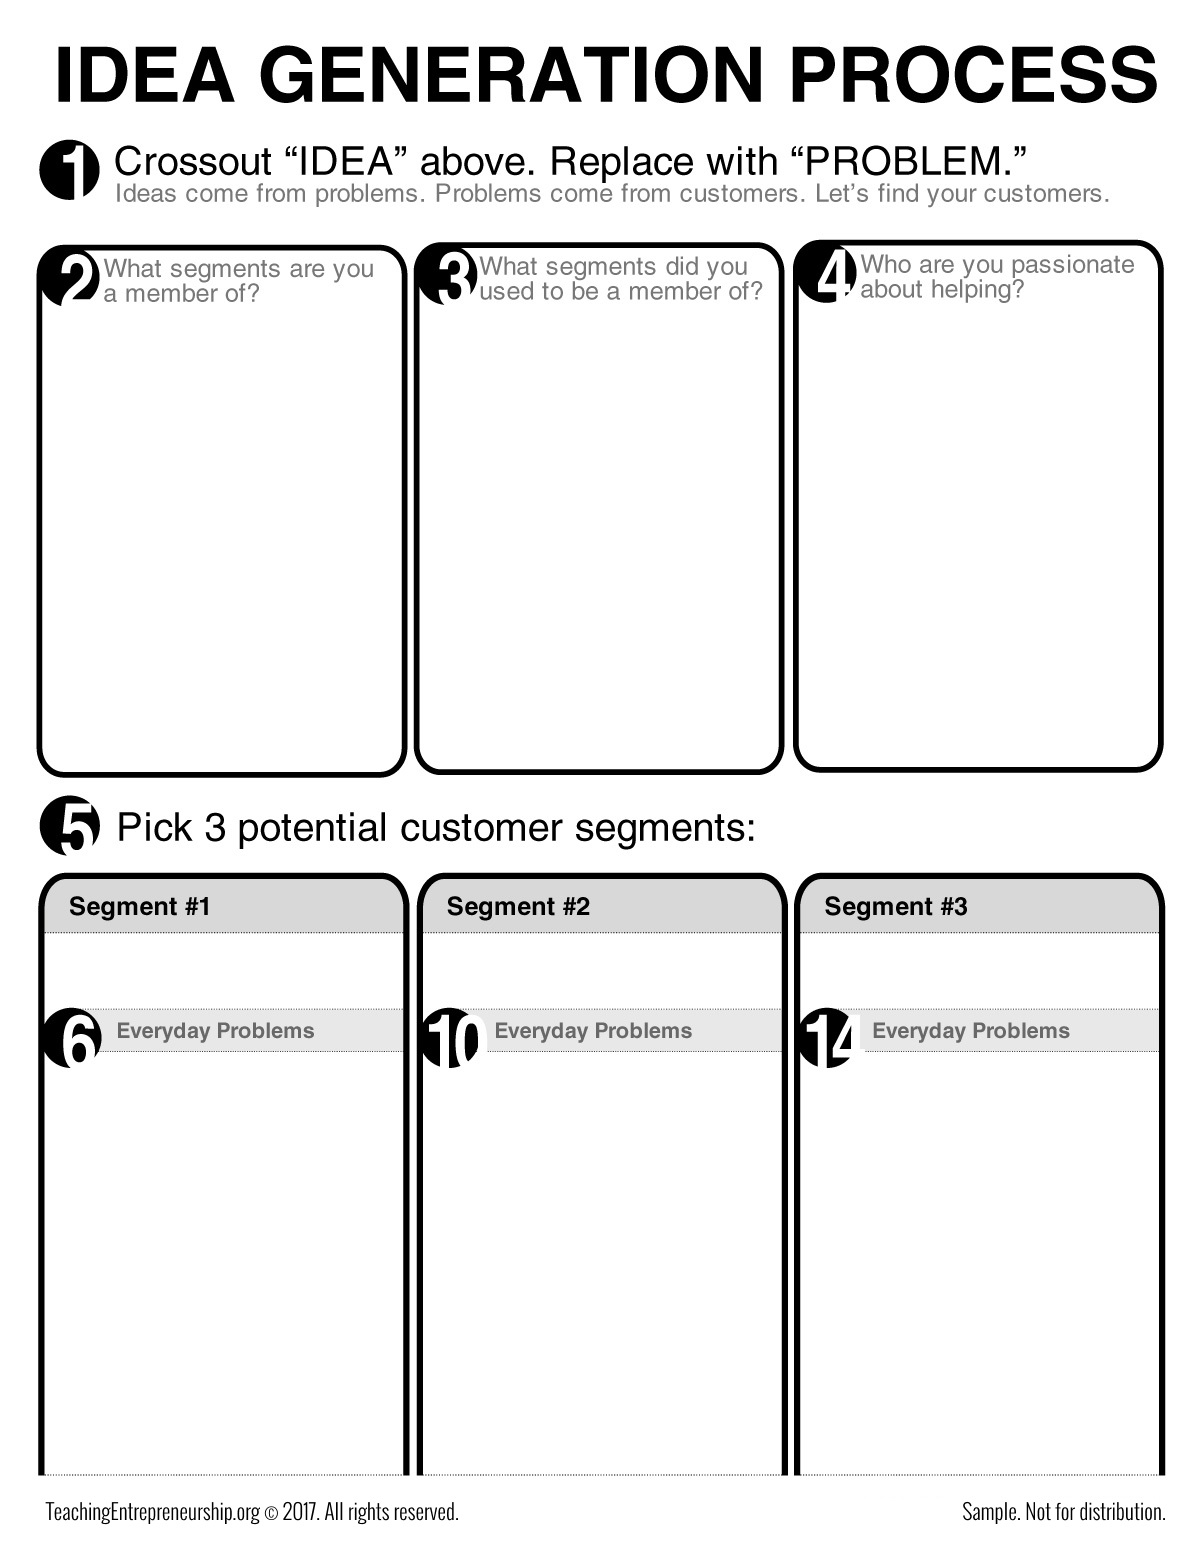 IDEA GENERATION PROCESS
1 Crossout “IDEA” above. Replace with “PROBLEM.”
Ideas come from problems. Problems come from customers. Let’s find your customers.
2 What segments are you
a member of?
3 What segments did you
used to be a member of?
4 Who are you passionate
about helping?
5 Pick 3 potential customer segments:
Segment #1
Segment #2
Segment #3
6 Everyday Problems
10 Everyday Problems
14 Everyday Problems
TeachingEntrepreneurship.org © 2017. All rights reserved.
Sample. Not for distribution.